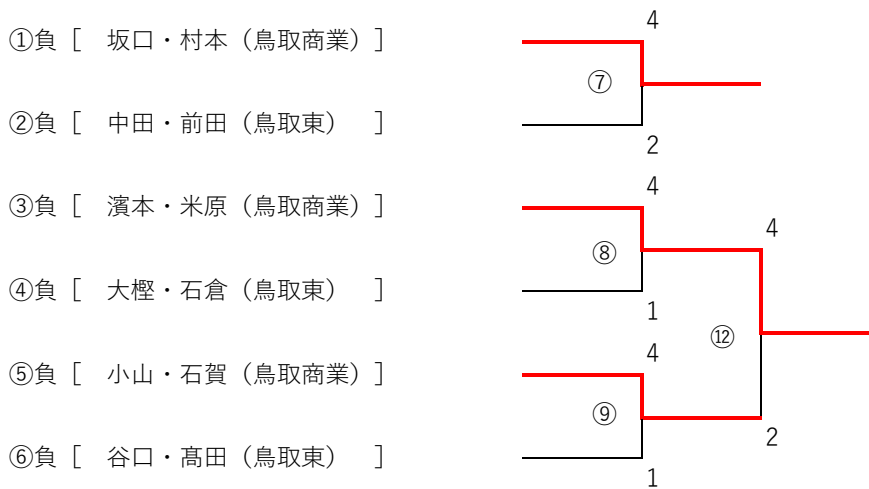 4
①負［　坂口・村本（鳥取商業）］
⑦
②負［　中田・前田（鳥取東）　］
2
4
③負［　濱本・米原（鳥取商業）］
4
⑧
④負［　大樫・石倉（鳥取東）　］
1
⑫
4
⑤負［　小山・石賀（鳥取商業）］
⑨
2
⑥負［　谷口・髙田（鳥取東）　］
1